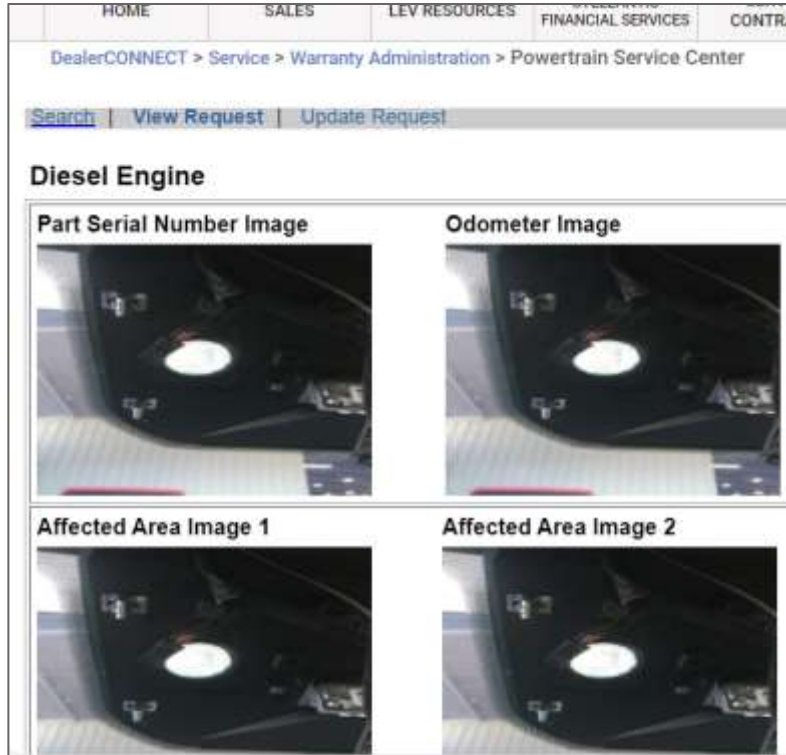 HOME SALES LEV RESOURCES FINANCIAL SERVICES
DealerCONNECT > Service > Warranty Administration > Powertrain Service Center
Search | View Request | Update Request
Diesel Engine
Part Serial Number Image Odometer Image
Affected Area Image 1 Affected Area Image 2